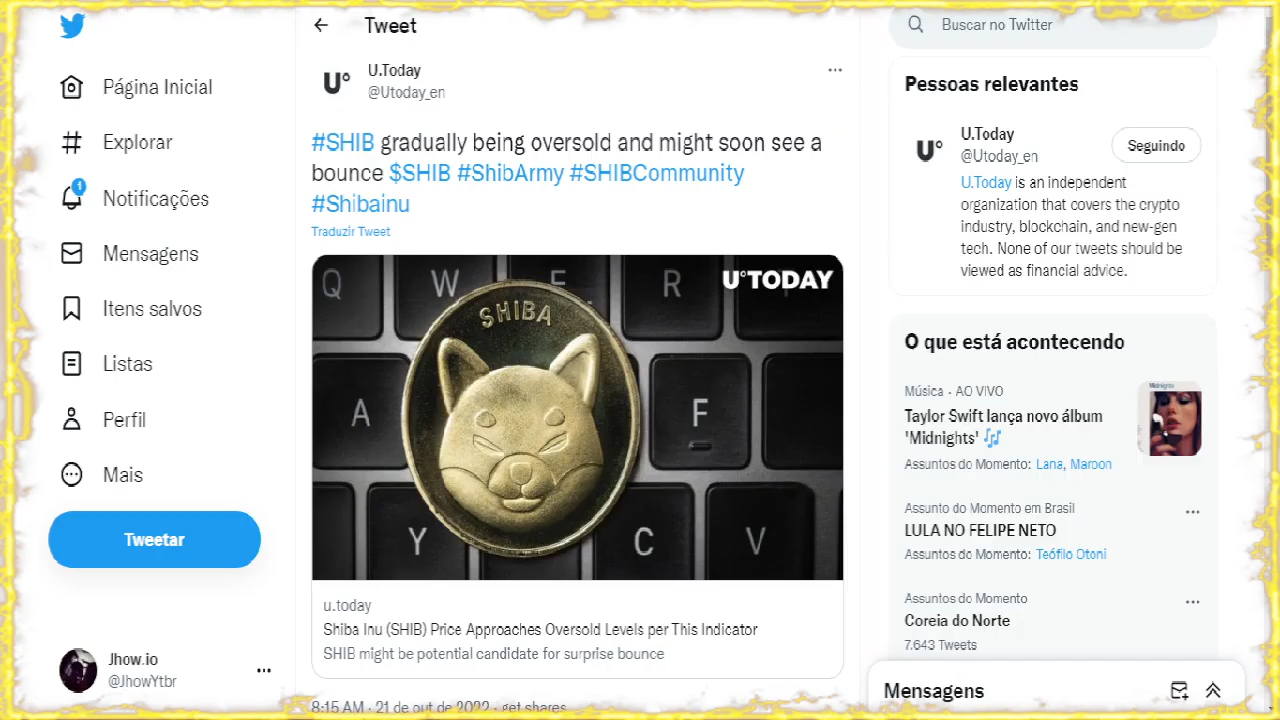 Página Inicial
Explorar
1
Notificações
Mensagens
Itens salvos
Listas
Perfil
Mais
Tweetar
Jhow.io
@JhowYtbr
Tweet
U.Today
@Utoday_en
#SHIB gradually being oversold and might soon see a
bounce $SHIB #ShibArmy #SHIBCommunity
#Shibainu
Traduzir Tweet
Q W E R
U°TODAY
SHIBA
A F
Y C V
u.today
Shiba Inu (SHIB) Price Approaches Oversold Levels per This Indicator
SHIB might be potential candidate for surprise bounce
8:15 AM · 21 de out de 2022 · get shares
Buscar no Twitter
Pessoas relevantes
U.Today
@Utoday_en
Seguindo
U.Today is an independent
organization that covers the crypto
industry, blockchain, and new-gen
tech. None of our tweets should be
viewed as financial advice.
O que está acontecendo
Música · AO VIVO
Taylor Swift lança novo álbum
'Midnights'
Midnights
Assuntos do Momento: Lana, Maroon
Assunto do Momento em Brasil
LULA NO FELIPE NETO
Assuntos do Momento: Teófilo Otoni
Assuntos do Momento
Coreia do Norte
7.643 Tweets
Mensagens